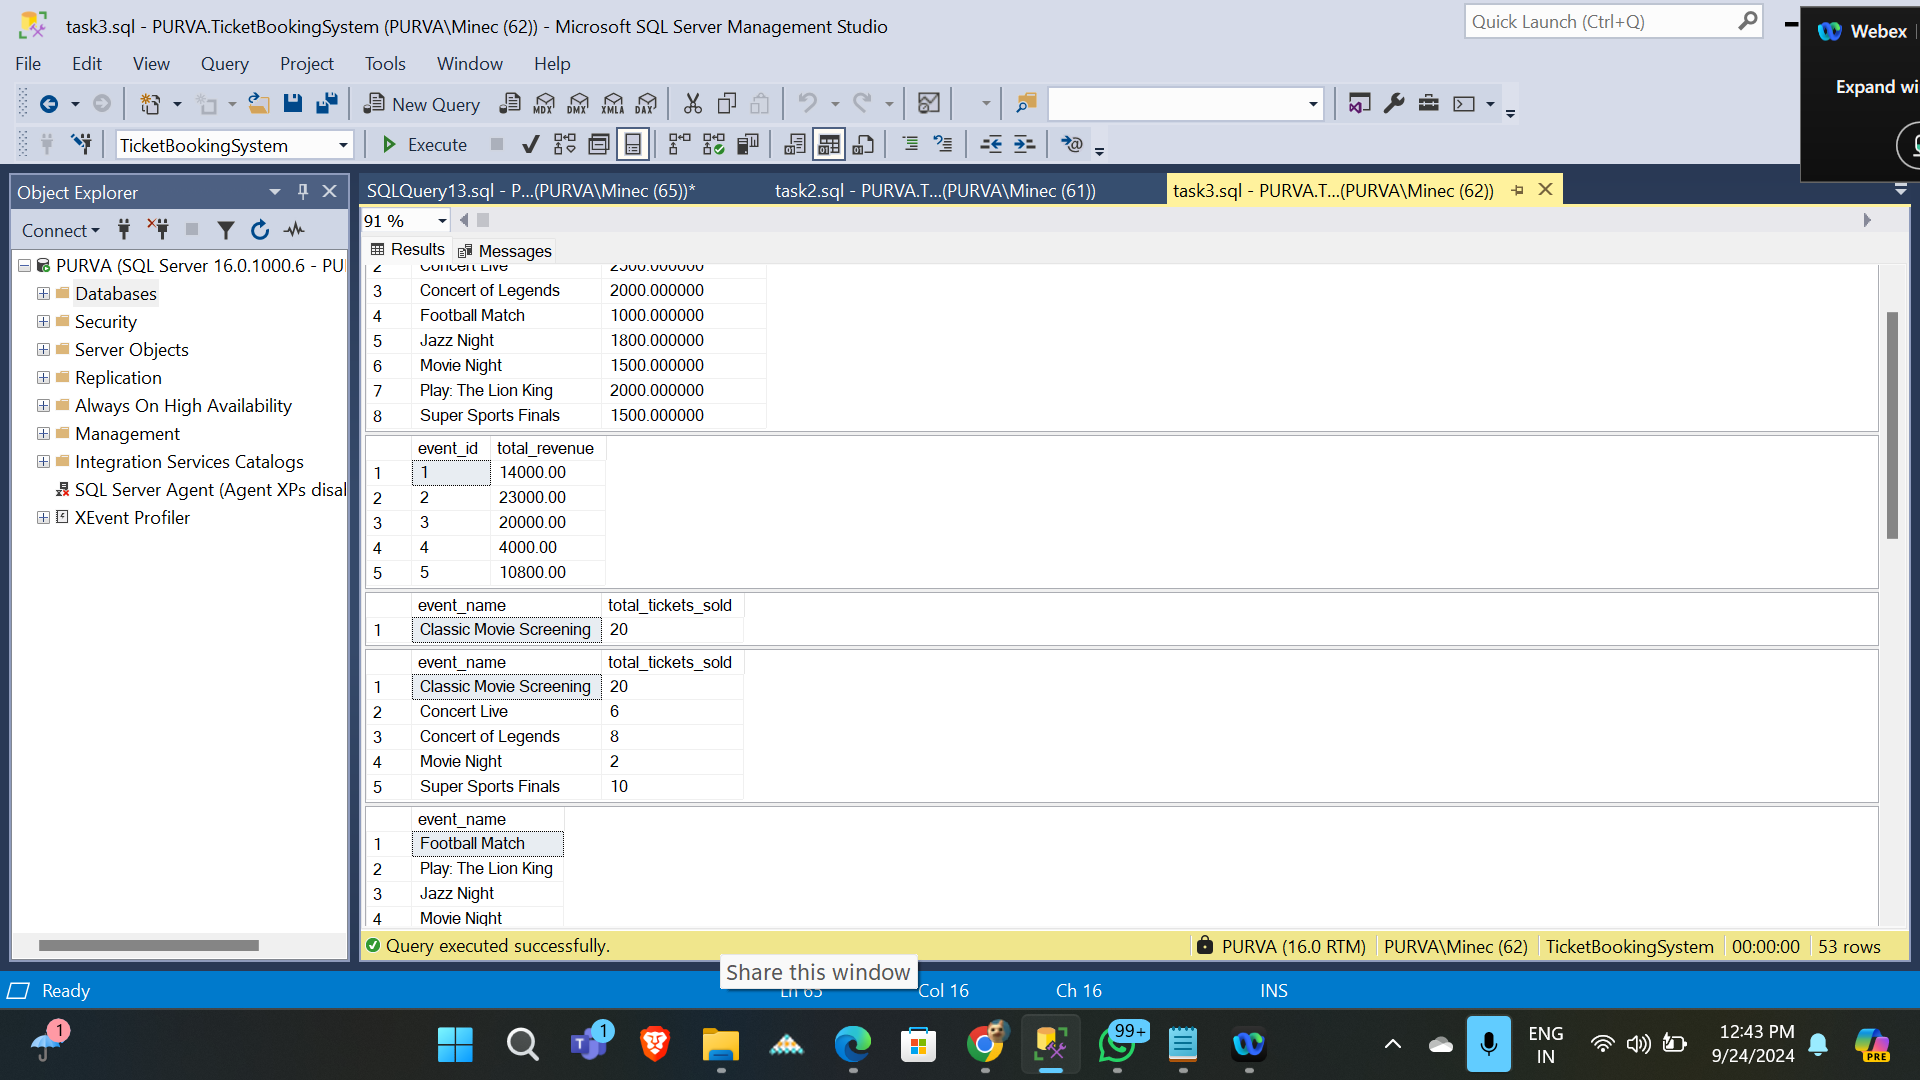 task3.sql - PURVA.TicketBookingSystem (PURVA\Minec (62)) - Microsoft SQL Server Management Studio
Quick Launch (Ctrl+Q)
Webex
File Edit View Query Project Tools Window Help
Expand wi
New Query MDX DMX XMLA DAX
TicketBookingSystem Execute
Object Explorer
SQLQuery13.sql - P...(PURVA\Minec (65))* task2.sql - PURVA.T...(PURVA\Minec (61)) task3.sql - PURVA.T...(PURVA\Minec (62))
Connect
91 %
Results Messages
PURVA (SQL Server 16.0.1000.6 - PU
Databases
Security
Server Objects
Replication
Always On High Availability
Management
Integration Services Catalogs
SQL Server Agent (Agent XPs disal
XEvent Profiler
2 Concert Live 2500.000000
3 Concert of Legends 2000.000000
4 Football Match 1000.000000
5 Jazz Night 1800.000000
6 Movie Night 1500.000000
7 Play: The Lion King 2000.000000
8 Super Sports Finals 1500.000000
event_id total_revenue
1 1 14000.00
2 2 23000.00
3 3 20000.00
4 4 4000.00
5 5 10800.00
event_name total_tickets_sold
1 Classic Movie Screening 20
event_name total_tickets_sold
1 Classic Movie Screening 20
2 Concert Live 6
3 Concert of Legends 8
4 Movie Night 2
5 Super Sports Finals 10
event_name
1 Football Match
2 Play: The Lion King
3 Jazz Night
4 Movie Night
Query executed successfully. PURVA (16.0 RTM) PURVA\Minec (62) TicketBookingSystem 00:00:00 53 rows
Share this window
Ready Ln 65 Col 16 Ch 16 INS
1
1
99+
ENG
IN
12:43 PM
9/24/2024
PRE